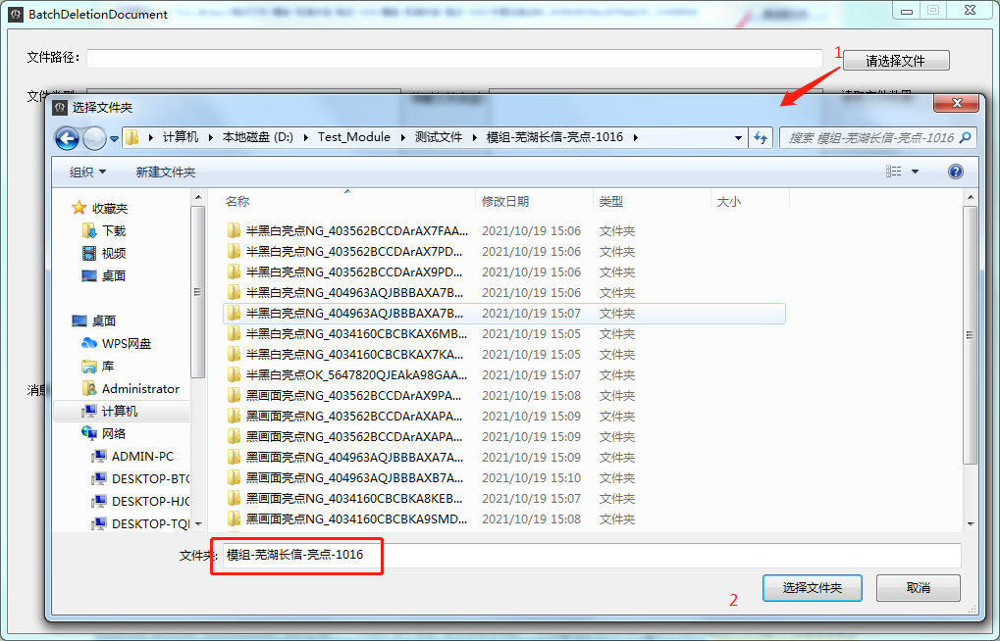 BatchDeletionDocument
文件路径：
1
请选择文件
选择文件夹
计算机 本地磁盘 (D:) Test_Module 测试文件 模组-芜湖长信-亮点-1016
搜索 模组-芜湖长信-亮点-1016
组织 新建文件夹
名称 修改日期 类型 大小
收藏夹
下载
视频
桌面
桌面
WPS网盘
库
Administrator
计算机
网络
ADMIN-PC
DESKTOP-BTC
DESKTOP-HJC
DESKTOP-TQI
半黑白亮点NG_403562BCCDArAX7FAA... 2021/10/19 15:06 文件夹
半黑白亮点NG_403562BCCDArAX7PD... 2021/10/19 15:06 文件夹
半黑白亮点NG_403562BCCDArAX9PD... 2021/10/19 15:06 文件夹
半黑白亮点NG_404963AQJBBBAXA7B... 2021/10/19 15:06 文件夹
半黑白亮点NG_404963AQJBBBAXA7B... 2021/10/19 15:07 文件夹
半黑白亮点NG_4034160CBCBKAX6MB... 2021/10/19 15:05 文件夹
半黑白亮点NG_4034160CBCBKAX7KA... 2021/10/19 15:05 文件夹
半黑白亮点OK_5647820QJEAkA98GAA... 2021/10/19 15:07 文件夹
黑画面亮点NG_403562BCCDArAX9PA... 2021/10/19 15:08 文件夹
黑画面亮点NG_403562BCCDArAXAPA... 2021/10/19 15:09 文件夹
黑画面亮点NG_403562BCCDArAXAPA... 2021/10/19 15:09 文件夹
黑画面亮点NG_404963AQJBBBAXA7A... 2021/10/19 15:09 文件夹
黑画面亮点NG_404963AQJBBBAXB7A... 2021/10/19 15:10 文件夹
黑画面亮点NG_4034160CBCBKA8KEB... 2021/10/19 15:07 文件夹
黑画面亮点NG_4034160CBCBKA9SMD... 2021/10/19 15:08 文件夹
文件夹: 模组-芜湖长信-亮点-1016
2
选择文件夹 取消